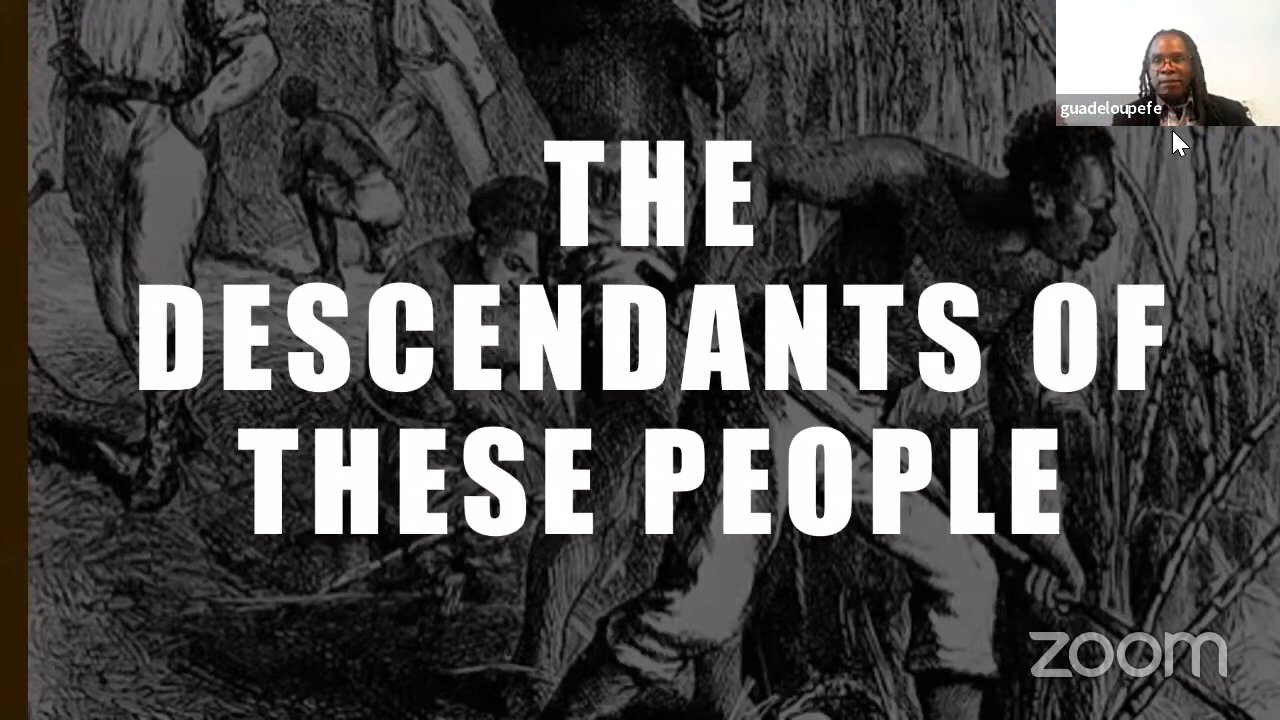 guadeloupefe
THE
DESCENDANTS OF
THESE PEOPLE
zoom